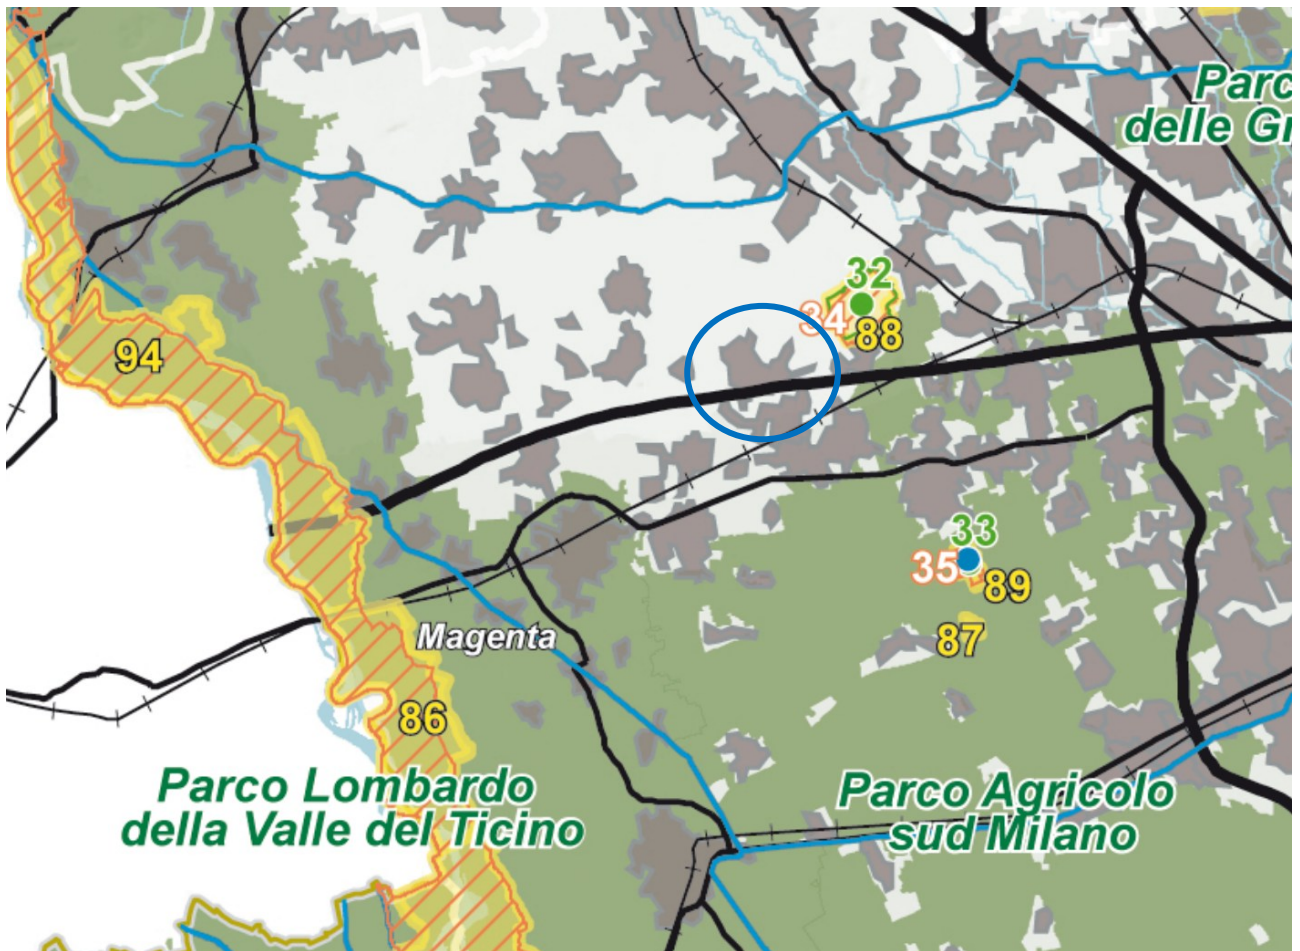 Parc
delle Gr
32
34
88
94
33
35
89
Magenta
87
86
Parco Lombardo
della Valle del Ticino
Parco Agricolo
sud Milano